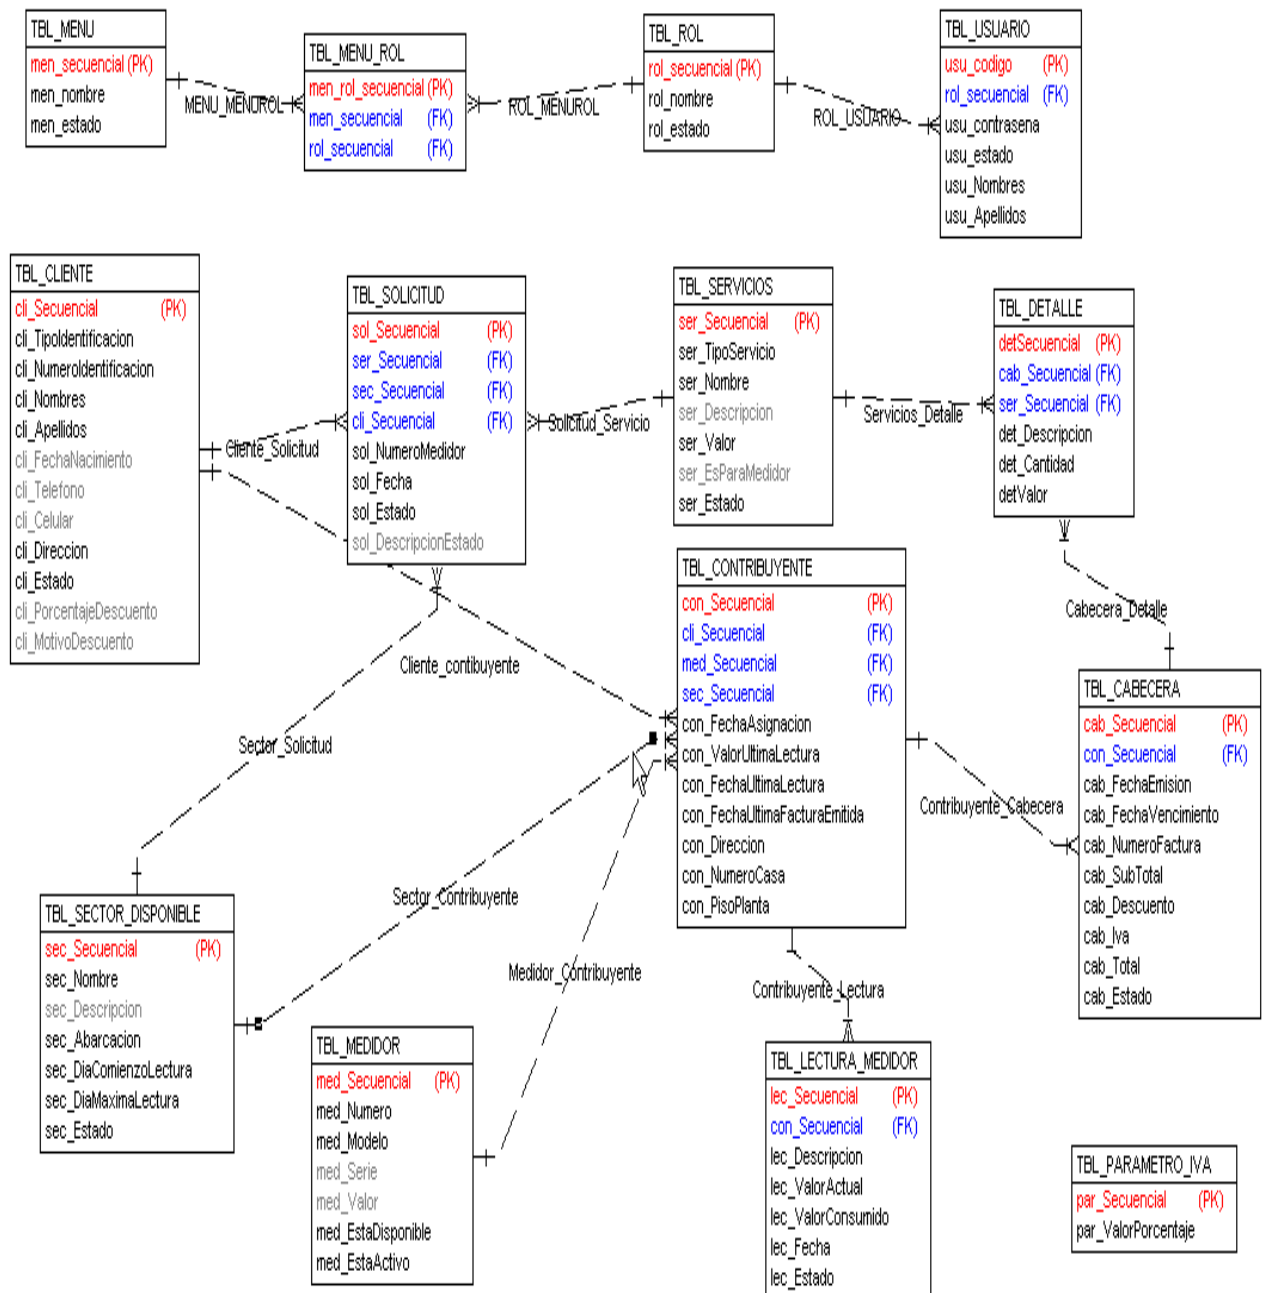 TBL_MENU
men_secuencial (PK)
men_nombre
men_estado
MENU_MENUROL
TBL_MENU_ROL
men_rol_secuencial (PK)
men_secuencial (FK)
rol_secuencial (FK)
ROL_MENUROL
TBL_ROL
rol_secuencial (PK)
rol_nombre
rol_estado
ROL_USUARIO
TBL_USUARIO
usu_codigo (PK)
rol_secuencial (FK)
usu_contrasena
usu_estado
usu_Nombres
usu_Apellidos
TBL_CLIENTE
cli_Secuencial (PK)
cli_TipoIdentificacion
cli_NumeroIdentificacion
cli_Nombres
cli_Apellidos
cli_FechaNacimiento
cli_Telefono
cli_Celular
cli_Direccion
cli_Estado
cli_PorcentajeDescuento
cli_MotivoDescuento
Cliente_Solicitud
TBL_SOLICITUD
sol_Secuencial (PK)
ser_Secuencial (FK)
sec_Secuencial (FK)
cli_Secuencial (FK)
sol_NumeroMedidor
sol_Fecha
sol_Estado
sol_DescripcionEstado
Solicitud_Servicio
TBL_SERVICIOS
ser_Secuencial (PK)
ser_TipoServicio
ser_Nombre
ser_Descripcion
ser_Valor
ser_EsParaMedidor
ser_Estado
Servicios_Detalle
TBL_DETALLE
detSecuencial (PK)
cab_Secuencial (FK)
ser_Secuencial (FK)
det_Descripcion
det_Cantidad
detValor
Cabecera_Detalle
Cliente_contibuyente
Sector_Solicitud
TBL_CONTRIBUYENTE
con_Secuencial (PK)
cli_Secuencial (FK)
med_Secuencial (FK)
sec_Secuencial (FK)
con_FechaAsignacion
con_ValorUltimaLectura
con_FechaUltimaLectura
con_FechaUltimaFacturaEmitida
con_Direccion
con_NumeroCasa
con_PisoPlanta
Contribuyente_Cabecera
TBL_CABECERA
cab_Secuencial (PK)
con_Secuencial (FK)
cab_FechaEmision
cab_FechaVencimiento
cab_NumeroFactura
cab_SubTotal
cab_Descuento
cab_Iva
cab_Total
cab_Estado
TBL_SECTOR_DISPONIBLE
sec_Secuencial (PK)
sec_Nombre
sec_Descripcion
sec_Abarcacion
sec_DiaComienzoLectura
sec_DiaMaximaLectura
sec_Estado
Sector_Contribuyente
Medidor_Contribuyente
Contribuyente_Lectura
TBL_MEDIDOR
med_Secuencial (PK)
med_Numero
med_Modelo
med_Serie
med_Valor
med_EstaDisponible
med_EstaActivo
TBL_LECTURA_MEDIDOR
lec_Secuencial (PK)
con_Secuencial (FK)
lec_Descripcion
lec_ValorActual
lec_ValorConsumido
lec_Fecha
lec_Estado
TBL_PARAMETRO_IVA
par_Secuencial (PK)
par_ValorPorcentaje